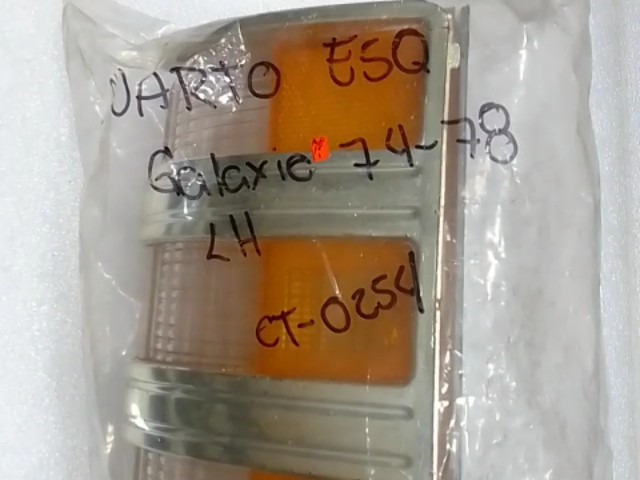 UARTO ESQ
Galaxie 74-78
LH
CT-0254